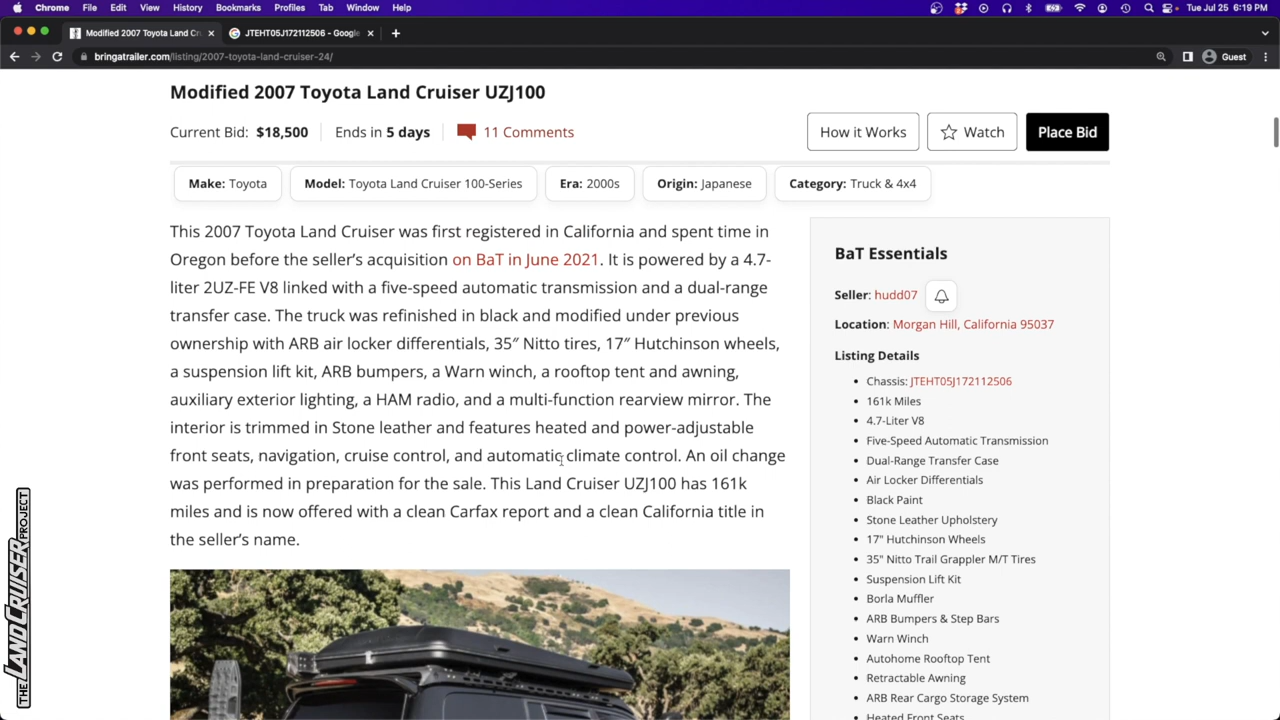 Chrome File Edit View History Bookmarks Profiles Tab Window Help Tue Jul 25 6:19 PM
Modified 2007 Toyota Land Cr JTEHT05J172112506 - Google
bringatrailer.com/listing/2007-toyota-land-cruiser-24/ Guest
Modified 2007 Toyota Land Cruiser UZJ100
Current Bid: $18,500 Ends in 5 days 11 Comments How it Works Watch Place Bid
Make: Toyota Model: Toyota Land Cruiser 100-Series Era: 2000s Origin: Japanese Category: Truck & 4x4
This 2007 Toyota Land Cruiser was first registered in California and spent time in
Oregon before the seller's acquisition on BaT in June 2021. It is powered by a 4.7-
liter 2UZ-FE V8 linked with a five-speed automatic transmission and a dual-range
transfer case. The truck was refinished in black and modified under previous
ownership with ARB air locker differentials, 35″ Nitto tires, 17″ Hutchinson wheels,
a suspension lift kit, ARB bumpers, a Warn winch, a rooftop tent and awning,
auxiliary exterior lighting, a HAM radio, and a multi-function rearview mirror. The
interior is trimmed in Stone leather and features heated and power-adjustable
front seats, navigation, cruise control, and automatic climate control. An oil change
was performed in preparation for the sale. This Land Cruiser UZJ100 has 161k
miles and is now offered with a clean Carfax report and a clean California title in
the seller's name.
BaT Essentials
Seller: hudd07
Location: Morgan Hill, California 95037
Listing Details
Chassis: JTEHT05J172112506
161k Miles
4.7-Liter V8
Five-Speed Automatic Transmission
Dual-Range Transfer Case
Air Locker Differentials
Black Paint
Stone Leather Upholstery
17" Hutchinson Wheels
35" Nitto Trail Grappler M/T Tires
Suspension Lift Kit
Borla Muffler
ARB Bumpers & Step Bars
Warn Winch
Autohome Rooftop Tent
Retractable Awning
ARB Rear Cargo Storage System
Heated Front Seats
THE LAND CRUISER PROJECT